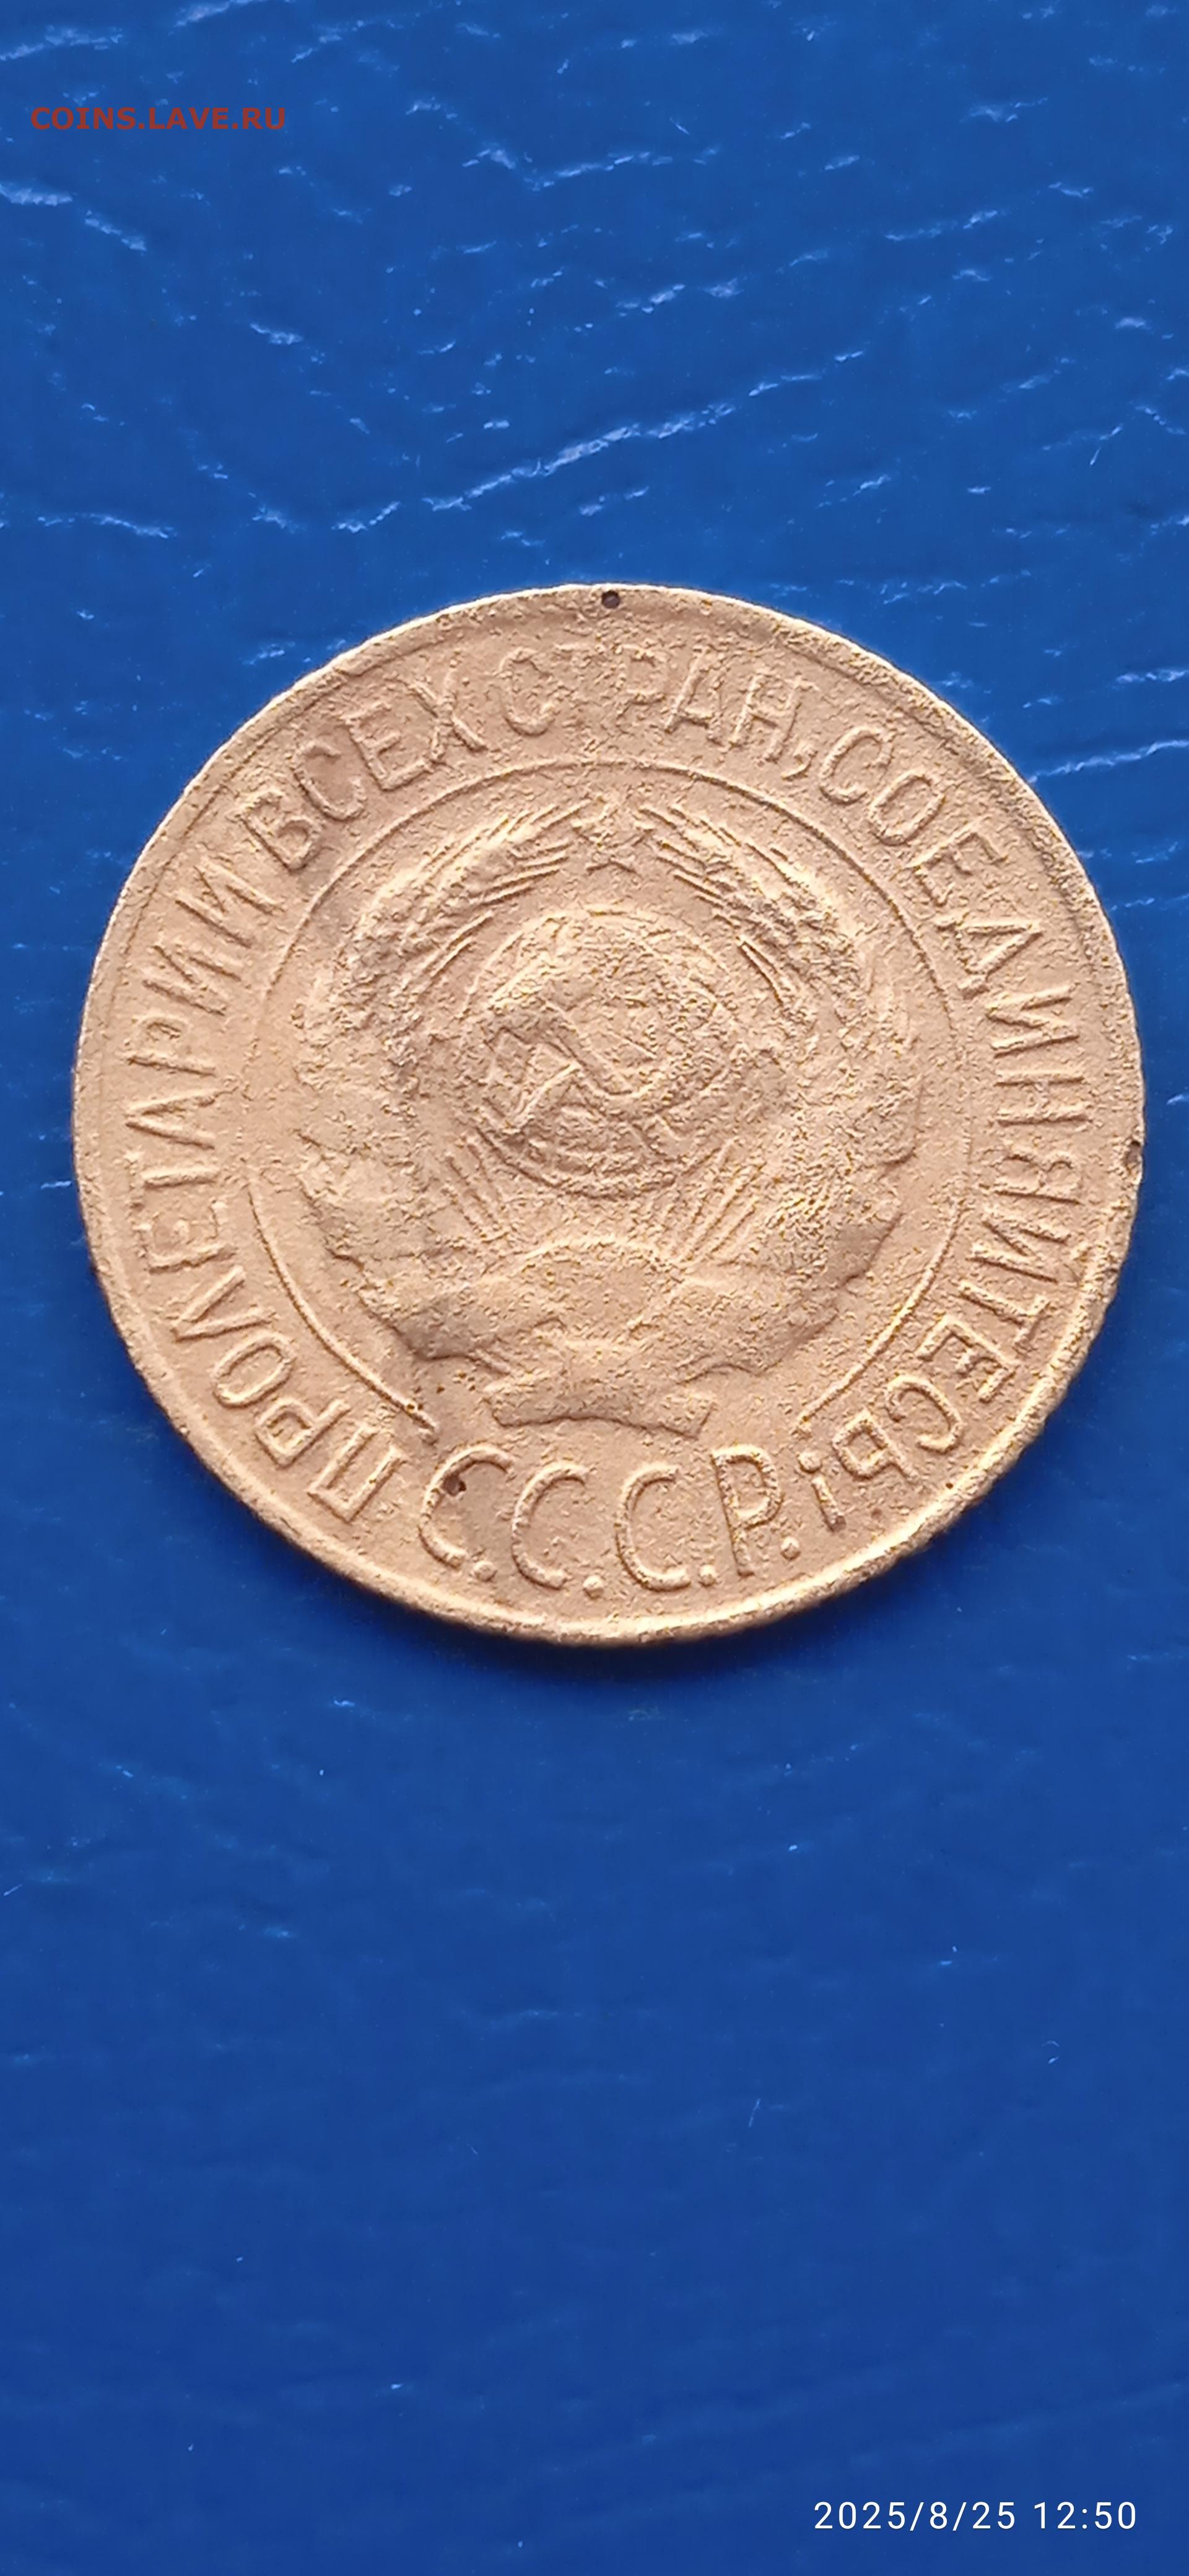 COINS.LAVE.RU
ПРОЛЕТАРИИ ВСЕХ СТРАН, СОЕДИНЯЙТЕСЬ!
С.С.С.Р.
2025/8/25 12:50